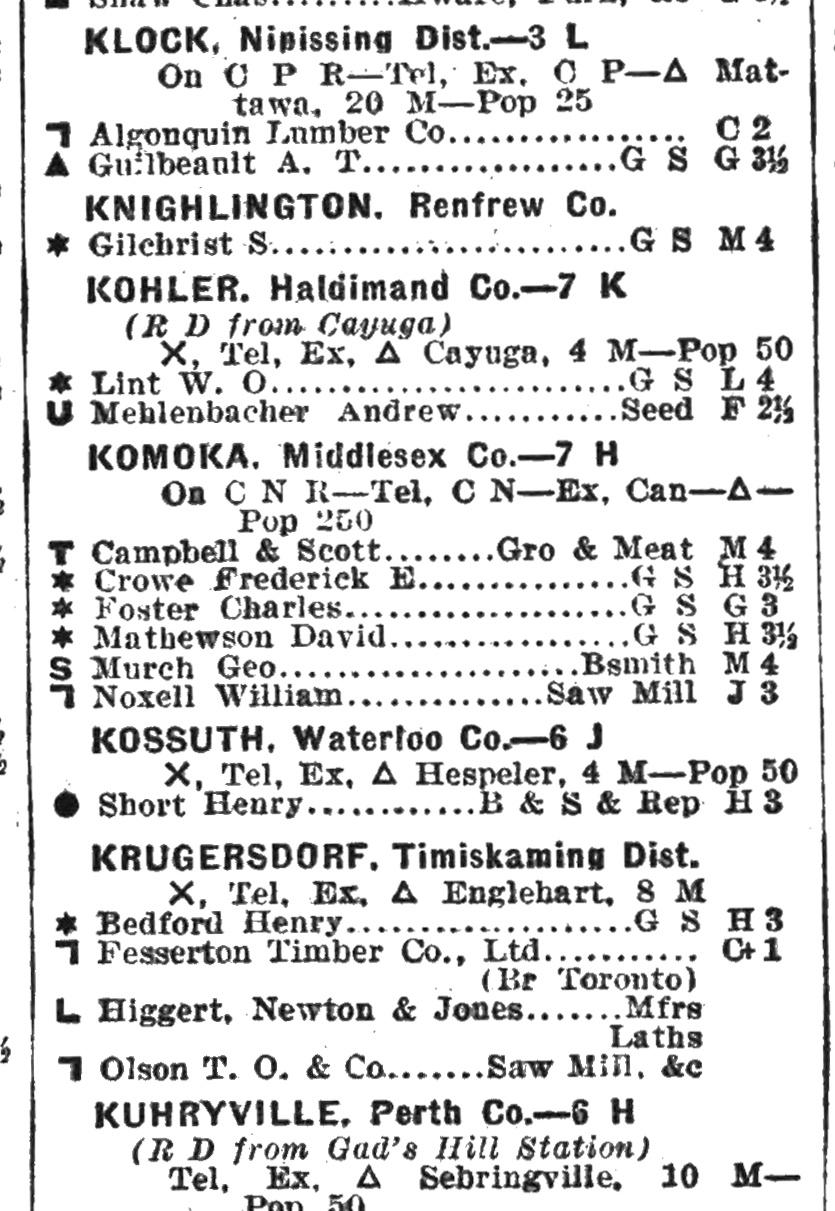 KLOCK, Nipissing Dist.—3 L
On C P R—Tel, Ex, C P—Δ Mat-
tawa, 20 M—Pop 25
ㄱ Algonquin Lumber Co.................. C 2
▲ Guilbeault A. T...................G S G 3½
KNIGHLINGTON. Renfrew Co.
* Gilchrist S...........................G S M 4
KOHLER. Haldimand Co.—7 K
(R D from Cayuga)
X, Tel, Ex, Δ Cayuga, 4 M—Pop 50
* Lint W. O...........................G S L 4
U Mehlenbacher Andrew............Seed F 2½
KOMOKA. Middlesex Co.—7 H
On C N R—Tel, C N—Ex, Can—Δ—
Pop 250
T Campbell & Scott........Gro & Meat M 4
* Crowe Frederick E................G S H 3½
* Foster Charles......................G S G 3
* Mathewson David..................G S H 3½
S Murch Geo.......................Bsmith M 4
ㄱ Noxell William...............Saw Mill J 3
KOSSUTH. Waterloo Co.—6 J
X, Tel, Ex, Δ Hespeler, 4 M—Pop 50
● Short Henry.............B & S & Rep H 3
KRUGERSDORF. Timiskaming Dist.
X, Tel, Ex, Δ Englehart, 8 M
* Bedford Henry......................G S H 3
ㄱ Fesserton Timber Co., Ltd........... C+ 1
(Br Toronto)
L Higgert, Newton & Jones.......Mfrs
Laths
ㄱ Olson T. O. & Co.......Saw Mill, &c
KUHRYVILLE, Perth Co.—6 H
(R D from Gad's Hill Station)
Tel, Ex, Δ Sebringville, 10 M—
Pop 50